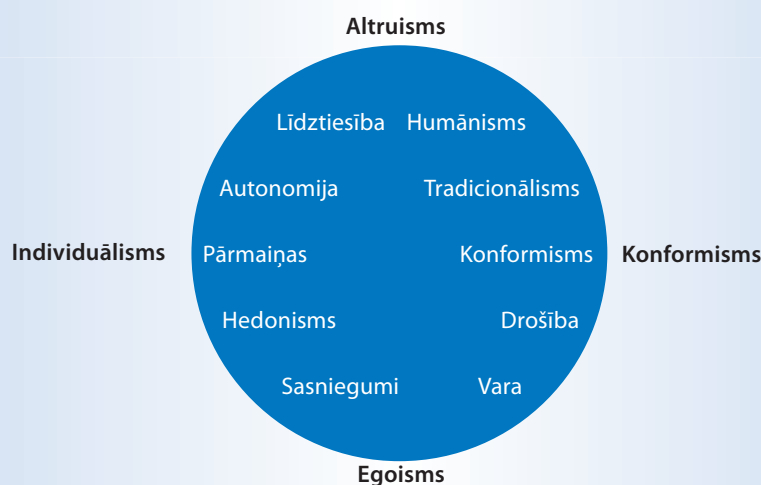 Altruisms
Līdztiesība Humānisms
Autonomija Tradicionālisms
Individuālisms Pārmaiņas Konformisms Konformisms
Hedonisms Drošība
Sasniegumi Vara
Egoisms